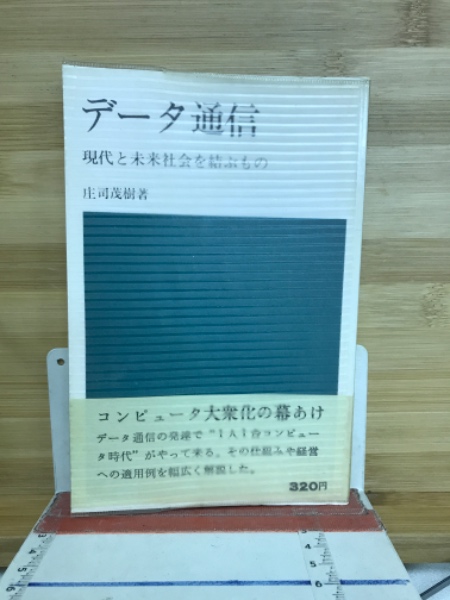 データ通信
現代と未来社会を結ぶもの
庄司茂樹著
コンピュータ大衆化の幕あけ
データ通信の発達で“1人1台コンピュー
タ時代”がやって来る。その仕組みや経営
への適用例を幅広く解説した。
320円